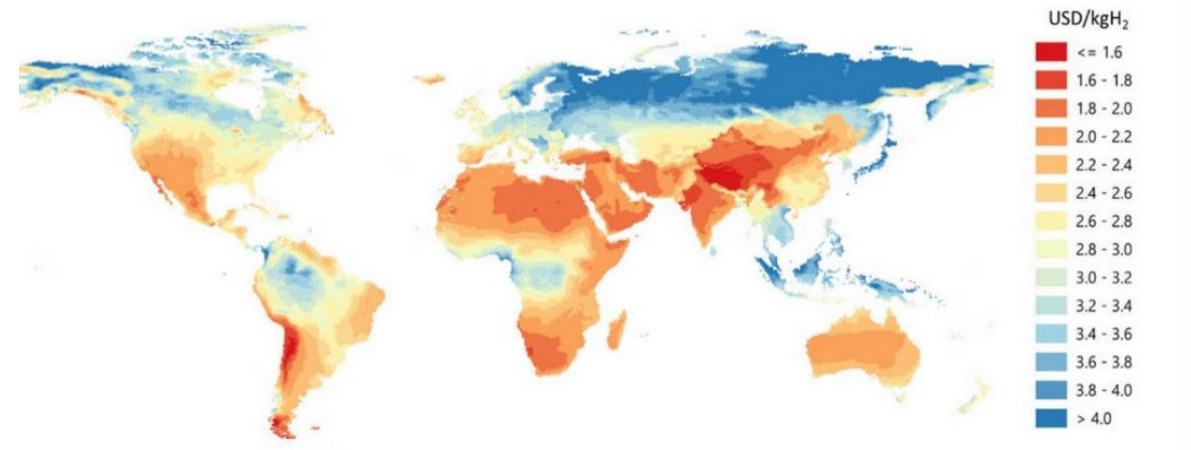 USD/kgH₂
<= 1.6
1.6 - 1.8
1.8 - 2.0
2.0 - 2.2
2.2 - 2.4
2.4 - 2.6
2.6 - 2.8
2.8 - 3.0
3.0 - 3.2
3.2 - 3.4
3.4 - 3.6
3.6 - 3.8
3.8 - 4.0
> 4.0